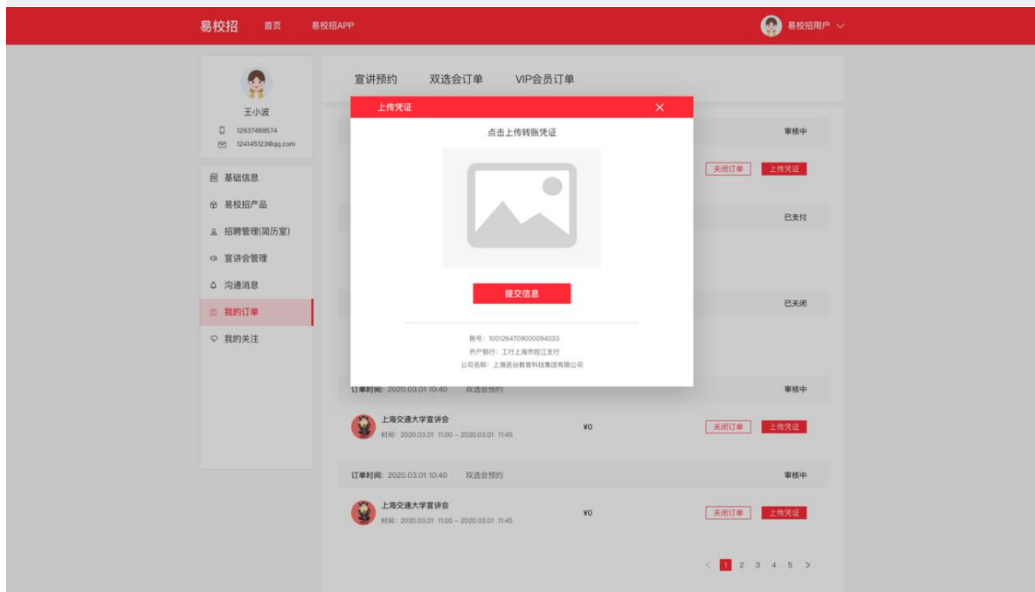 易校招 首页 易校招APP 易校招用户
王小波
12837488574
124145123@qq.com
基础信息
易校招产品
招聘管理(简历室)
宣讲会管理
沟通消息
我的订单
我的关注
宣讲预约 双选会订单 VIP会员订单
上传凭证
点击上传转账凭证
提交信息
账号: 1001264709000094033
开户银行: 工行上海市控江支行
公司名称: 上海茗谷教育科技集团有限公司
审核中
关闭订单 上传凭证
已支付
已关闭
订单时间: 2020.03.01 10:40 双选会预约 审核中
上海交通大学宣讲会
时间: 2020.03.01 11:00 ~ 2020.03.01 11:45 ¥0 关闭订单 上传凭证
订单时间: 2020.03.01 10:40 双选会预约 审核中
上海交通大学宣讲会
时间: 2020.03.01 11:00 ~ 2020.03.01 11:45 ¥0 关闭订单 上传凭证
< 1 2 3 4 5 >